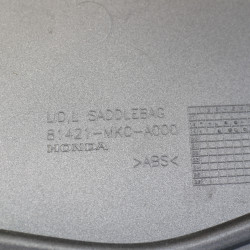 L/D,L SADDLEBAG
81421-MKC-A000
HONDA
>ABS<